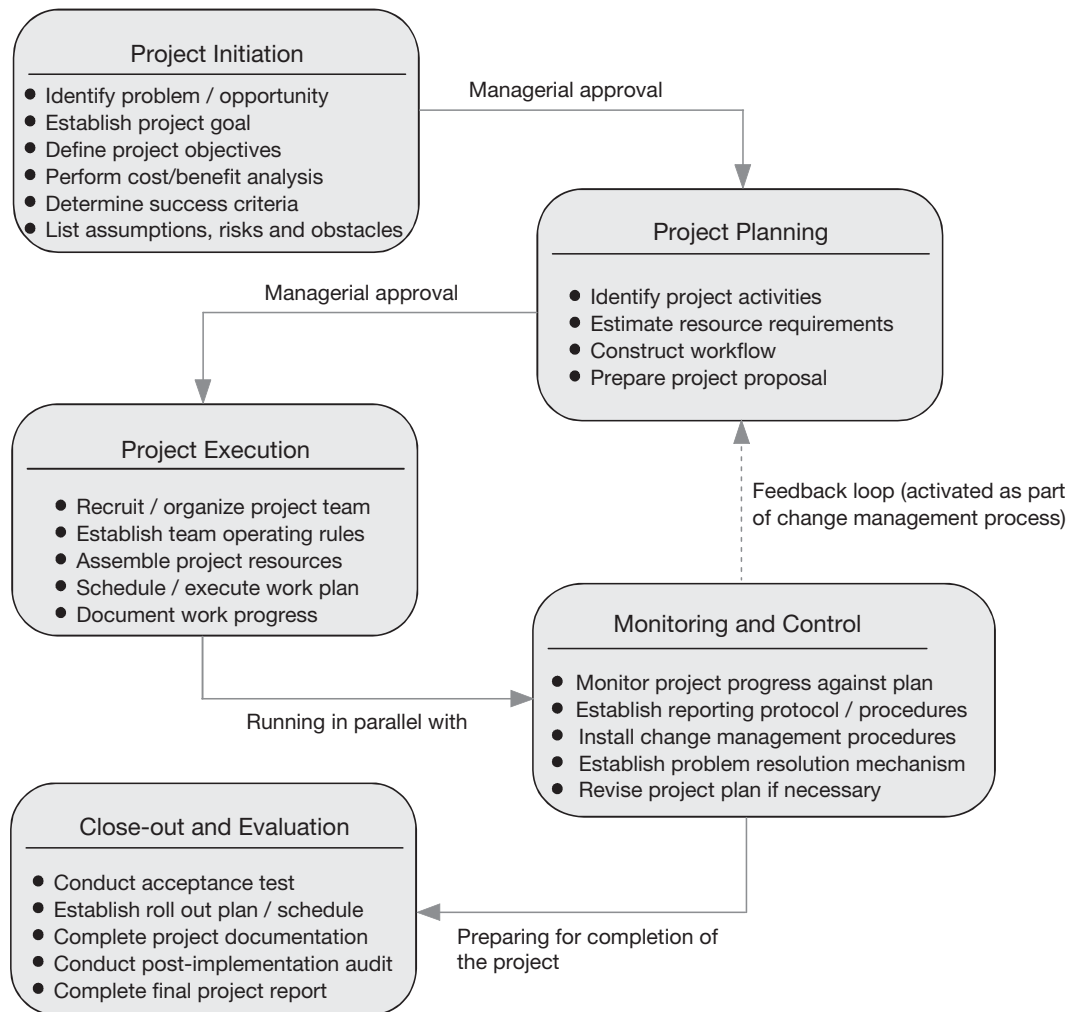 Project Initiation
● Identify problem / opportunity
● Establish project goal
● Define project objectives
● Perform cost/benefit analysis
● Determine success criteria
● List assumptions, risks and obstacles
Managerial approval
Project Planning
● Identify project activities
● Estimate resource requirements
● Construct workflow
● Prepare project proposal
Managerial approval
Project Execution
● Recruit / organize project team
● Establish team operating rules
● Assemble project resources
● Schedule / execute work plan
● Document work progress
Feedback loop (activated as part
of change management process)
Running in parallel with
Monitoring and Control
● Monitor project progress against plan
● Establish reporting protocol / procedures
● Install change management procedures
● Establish problem resolution mechanism
● Revise project plan if necessary
Preparing for completion of
the project
Close-out and Evaluation
● Conduct acceptance test
● Establish roll out plan / schedule
● Complete project documentation
● Conduct post-implementation audit
● Complete final project report